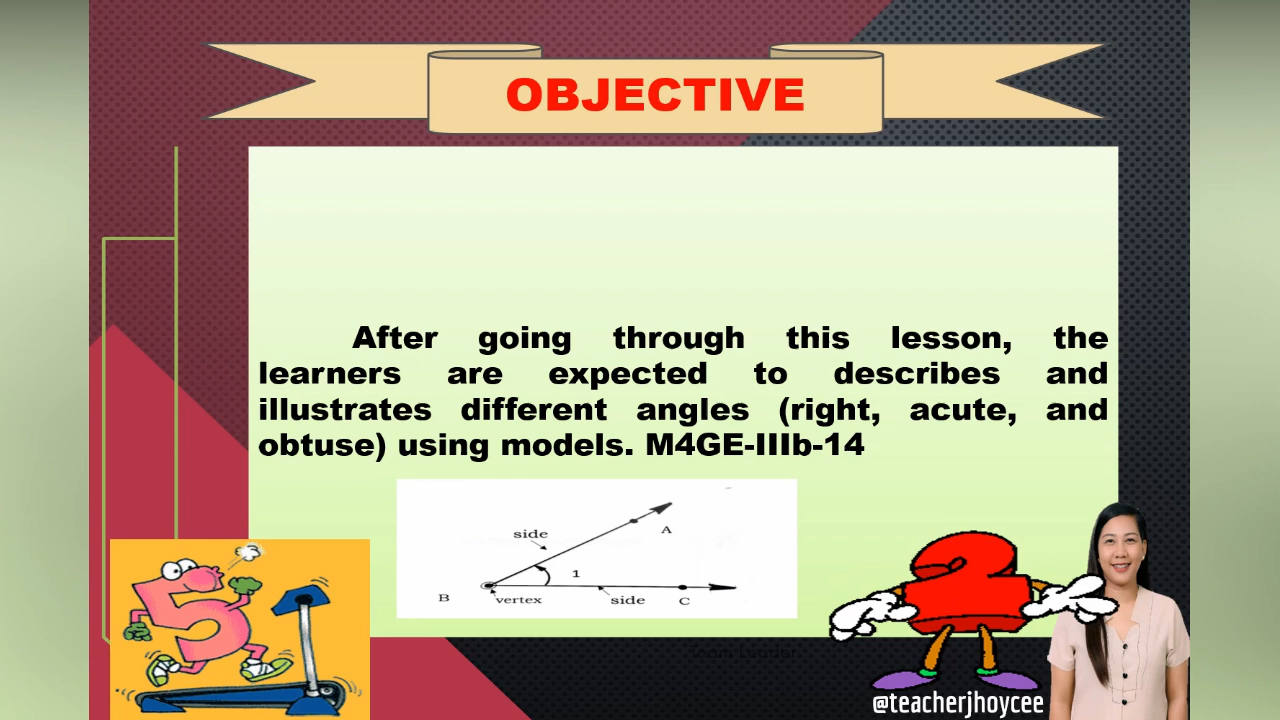 OBJECTIVE
After going through this lesson, the
learners are expected to describes and
illustrates different angles (right, acute, and
obtuse) using models. M4GE-IIIb-14
side
A
1
B
vertex
side
C
Leader
@teacherjhoycee